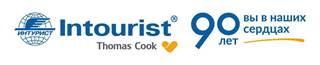 ИНТУРИСТ
Intourist®
Thomas Cook
90 лет
вы в наших
сердцах